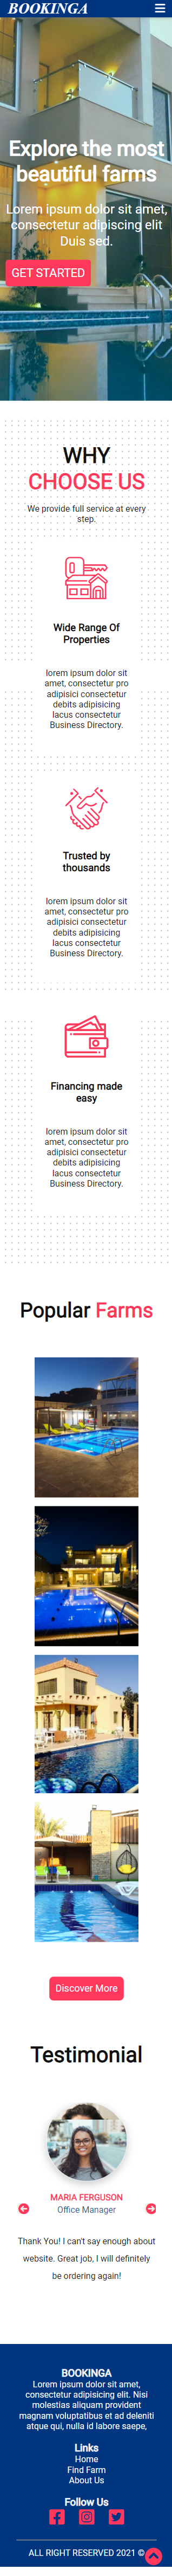 BOOKINGA
Explore the most
beautiful farms
Lorem ipsum dolor sit amet,
consectetur adipiscing elit
Duis sed.
GET STARTED
WHY
CHOOSE US
We provide full service at every
step.
Wide Range Of
Properties
lorem ipsum dolor sit
amet, consectetur pro
adipisici consectetur
debits adipisicing
lacus consectetur
Business Directory.
Trusted by
thousands
lorem ipsum dolor sit
amet, consectetur pro
adipisici consectetur
debits adipisicing
lacus consectetur
Business Directory.
Financing made
easy
lorem ipsum dolor sit
amet, consectetur pro
adipisici consectetur
debits adipisicing
lacus consectetur
Business Directory.
Popular Farms
Discover More
Testimonial
MARIA FERGUSON
Office Manager
Thank You! I can't say enough about
website. Great job, I will definitely
be ordering again!
BOOKINGA
Lorem ipsum dolor sit amet,
consectetur adipisicing elit. Nisi
molestias aliquam provident
magnam voluptatibus et ad deleniti
atque qui, nulla id labore saepe,
Links
Home
Find Farm
About Us
Follow Us
ALL RIGHT RESERVED 2021 ©